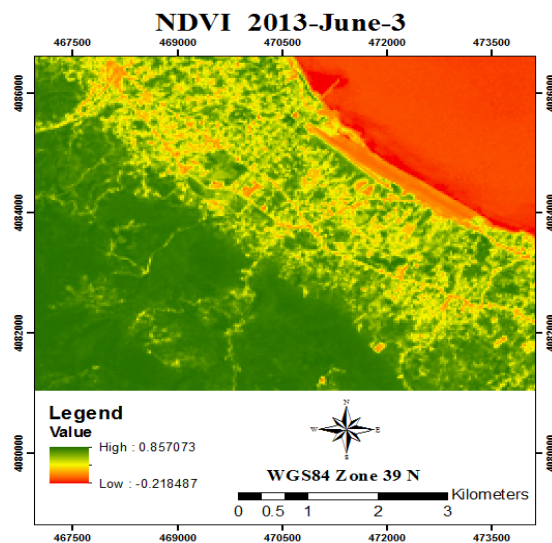 NDVI 2013-June-3
467500 469000 470500 472000 473500
4086000 4086000
4084000 4084000
4082000 4082000
4080000 4080000
Legend
Value
High : 0.857073
Low : -0.218487
N
W E
S
WGS84 Zone 39 N
Kilometers
0 0.5 1 2 3
467500 469000 470500 472000 473500